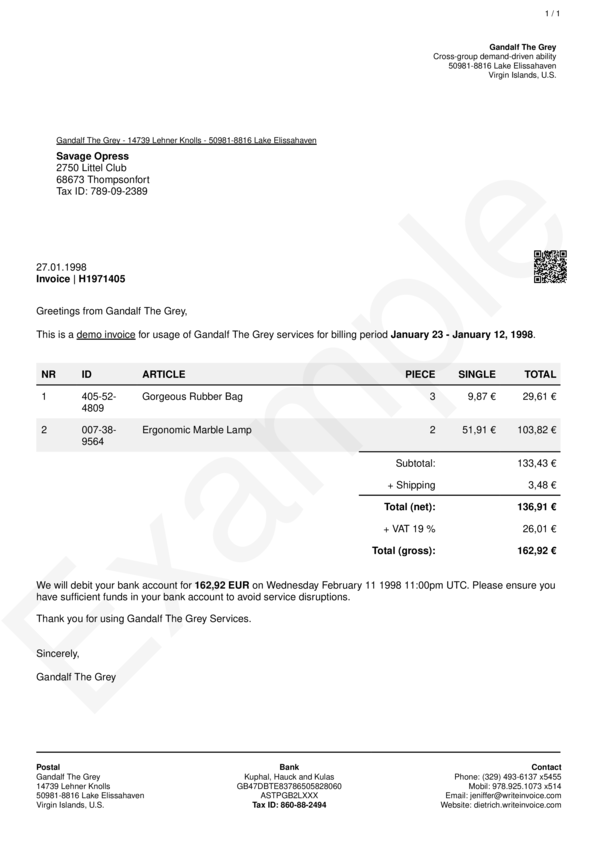 1 / 1
Gandalf The Grey
Cross-group demand-driven ability
50981-8816 Lake Elissahaven
Virgin Islands, U.S.
Gandalf The Grey - 14739 Lehner Knolls - 50981-8816 Lake Elissahaven
Savage Opress
2750 Littel Club
68673 Thompsonfort
Tax ID: 789-09-2389
27.01.1998
Invoice | H1971405
Greetings from Gandalf The Grey,
This is a demo invoice for usage of Gandalf The Grey services for billing period January 23 - January 12, 1998.
NR ID ARTICLE PIECE SINGLE TOTAL
1 405-52- Gorgeous Rubber Bag 3 9,87 € 29,61 €
4809
2 007-38- Ergonomic Marble Lamp 2 51,91 € 103,82 €
9564
Subtotal: 133,43 €
+ Shipping 3,48 €
Total (net): 136,91 €
+ VAT 19 % 26,01 €
Total (gross): 162,92 €
We will debit your bank account for 162,92 EUR on Wednesday February 11 1998 11:00pm UTC. Please ensure you
have sufficient funds in your bank account to avoid service disruptions.
Thank you for using Gandalf The Grey Services.
Sincerely,
Gandalf The Grey
Example
Postal Bank Contact
Gandalf The Grey Kuphal, Hauck and Kulas Phone: (329) 493-6137 x5455
14739 Lehner Knolls GB47DBTE83786505828060 Mobil: 978.925.1073 x514
50981-8816 Lake Elissahaven ASTPGB2LXXX Email: jeniffer@writeinvoice.com
Virgin Islands, U.S. Tax ID: 860-88-2494 Website: dietrich.writeinvoice.com